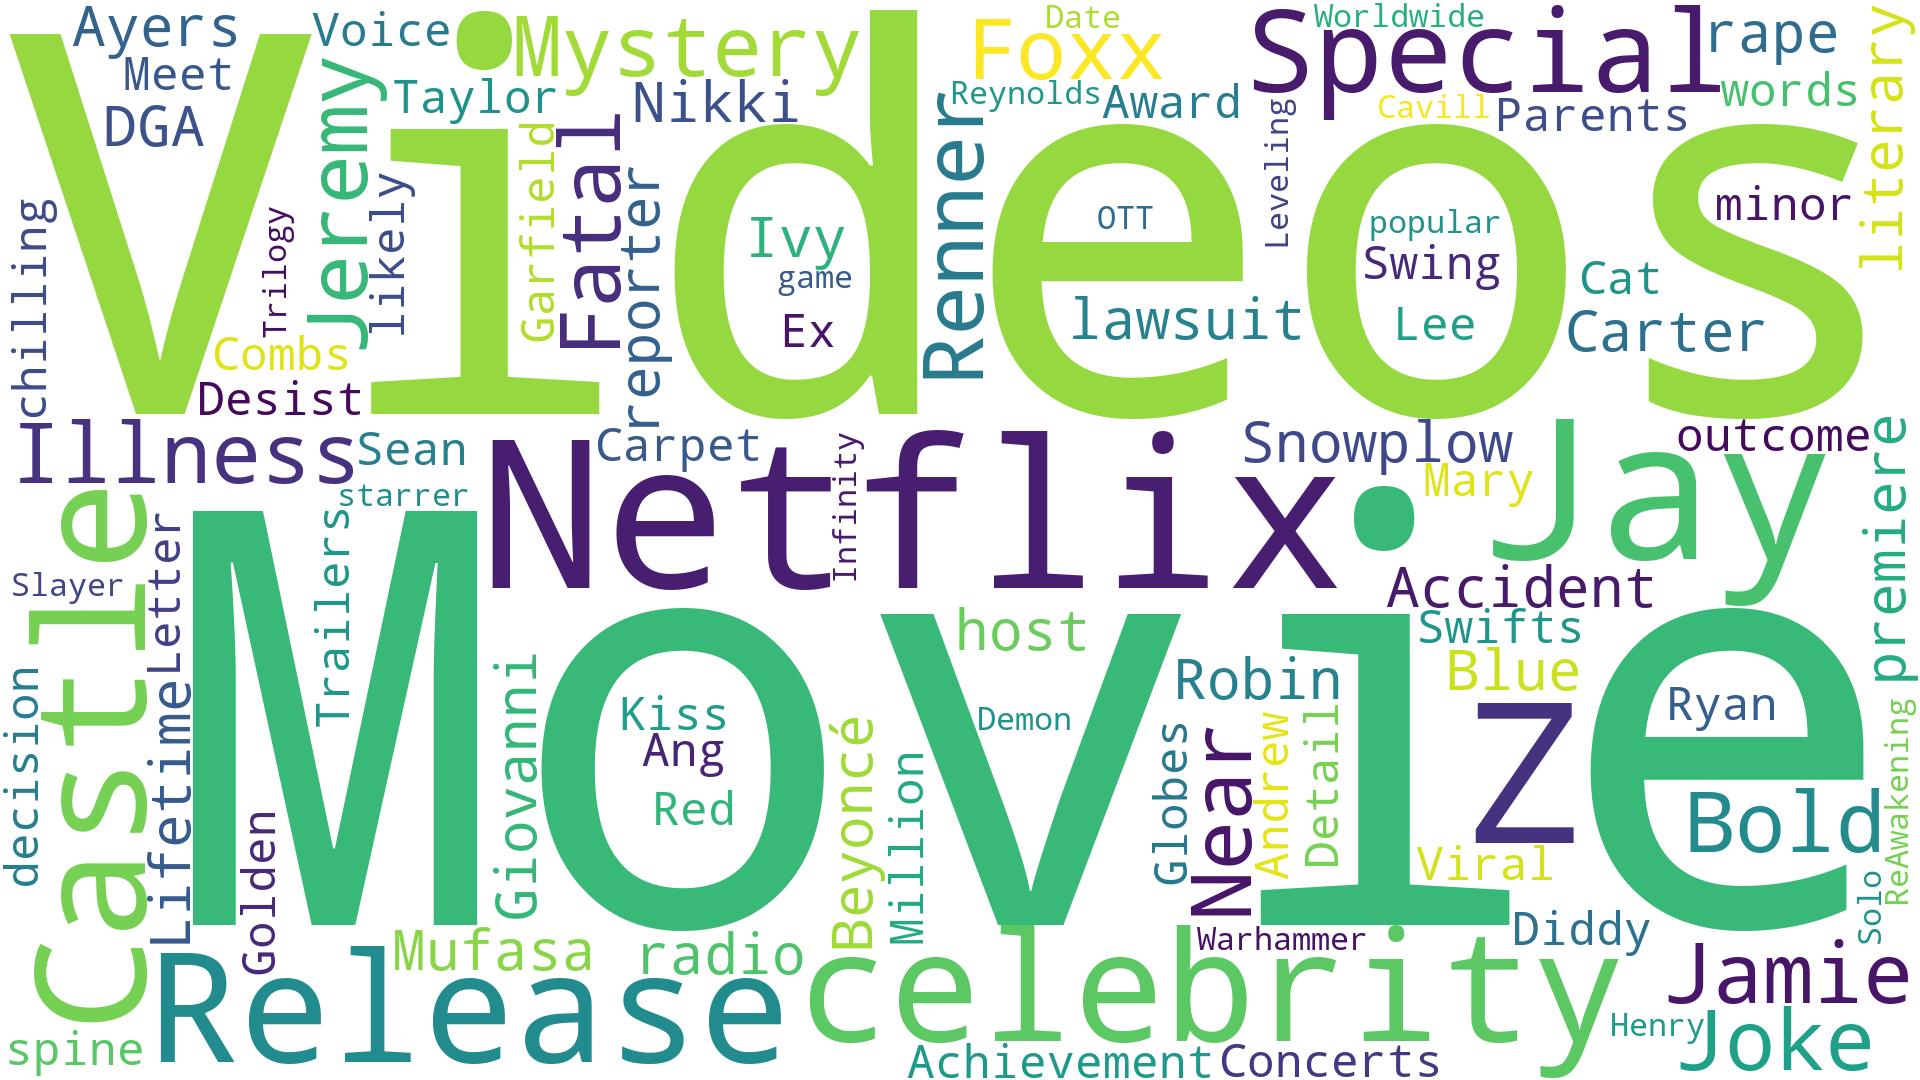 Videos
Movie
Netflix
Ayers
Voice
Mystery
Foxx
Date
Special
Worldwide
rape
literary
Meet
DGA
Jeremy
Taylor
Nikki
Reynolds
Award
Cavill
Parents
words
chilling
Trilogy
likely
Garfield
Fatal
reporter
Ivy
game
Ex
Renner
OTT
lawsuit
Leveling
popular
Swing
Lee
minor
Cat
Carter
Combs
Desist
Illness
Sean
starrer
Carpet
Infinity
Snowplow
Mary
Jay
outcome
premiere
Castle
Slayer
Letter
Trailers
Accident
Swifts
host
Robin
Blue
Z
Ryan
Bold
decision
Lifetime
Golden
Giovanni
Kiss
Ang
Red
Beyoncé
Million
Demon
Globes
Near
Andrew
Detail
Viral
ReAwakening
Solo
Mufasa
radio
Release
celebrity
Warhammer
Diddy
Jamie
Henry
Joke
spine
Achievement
Concerts